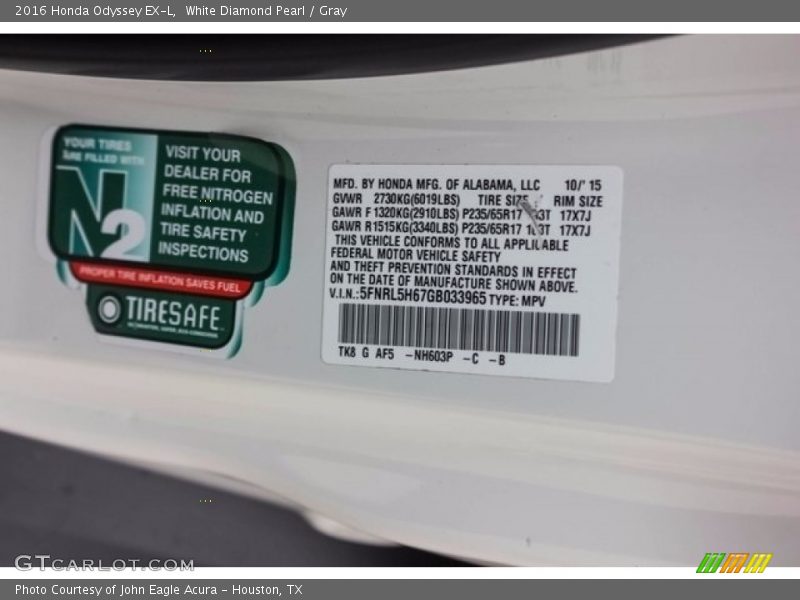 2016 Honda Odyssey EX-L,  White Diamond Pearl / Gray
YOUR TIRES
ARE FILLED WITH
N2
VISIT YOUR
DEALER FOR
FREE NITROGEN
INFLATION AND
TIRE SAFETY
INSPECTIONS
PROPER TIRE INFLATION SAVES FUEL
TIRESAFE
MFD. BY HONDA MFG. OF ALABAMA, LLC 10/' 15
GVWR 2730KG(6019LBS) TIRE SIZE RIM SIZE
GAWR F 1320KG(2910LBS) P235/65R17 103T 17X7J
GAWR R1515KG(3340LBS) P235/65R17 103T 17X7J
THIS VEHICLE CONFORMS TO ALL APPLICABLE
FEDERAL MOTOR VEHICLE SAFETY
AND THEFT PREVENTION STANDARDS IN EFFECT
ON THE DATE OF MANUFACTURE SHOWN ABOVE.
V.I.N.:5FNRL5H67GB033965 TYPE: MPV
TK8 G AF5 -NH603P -C -B
GTcarlot.com
Photo Courtesy of John Eagle Acura - Houston, TX